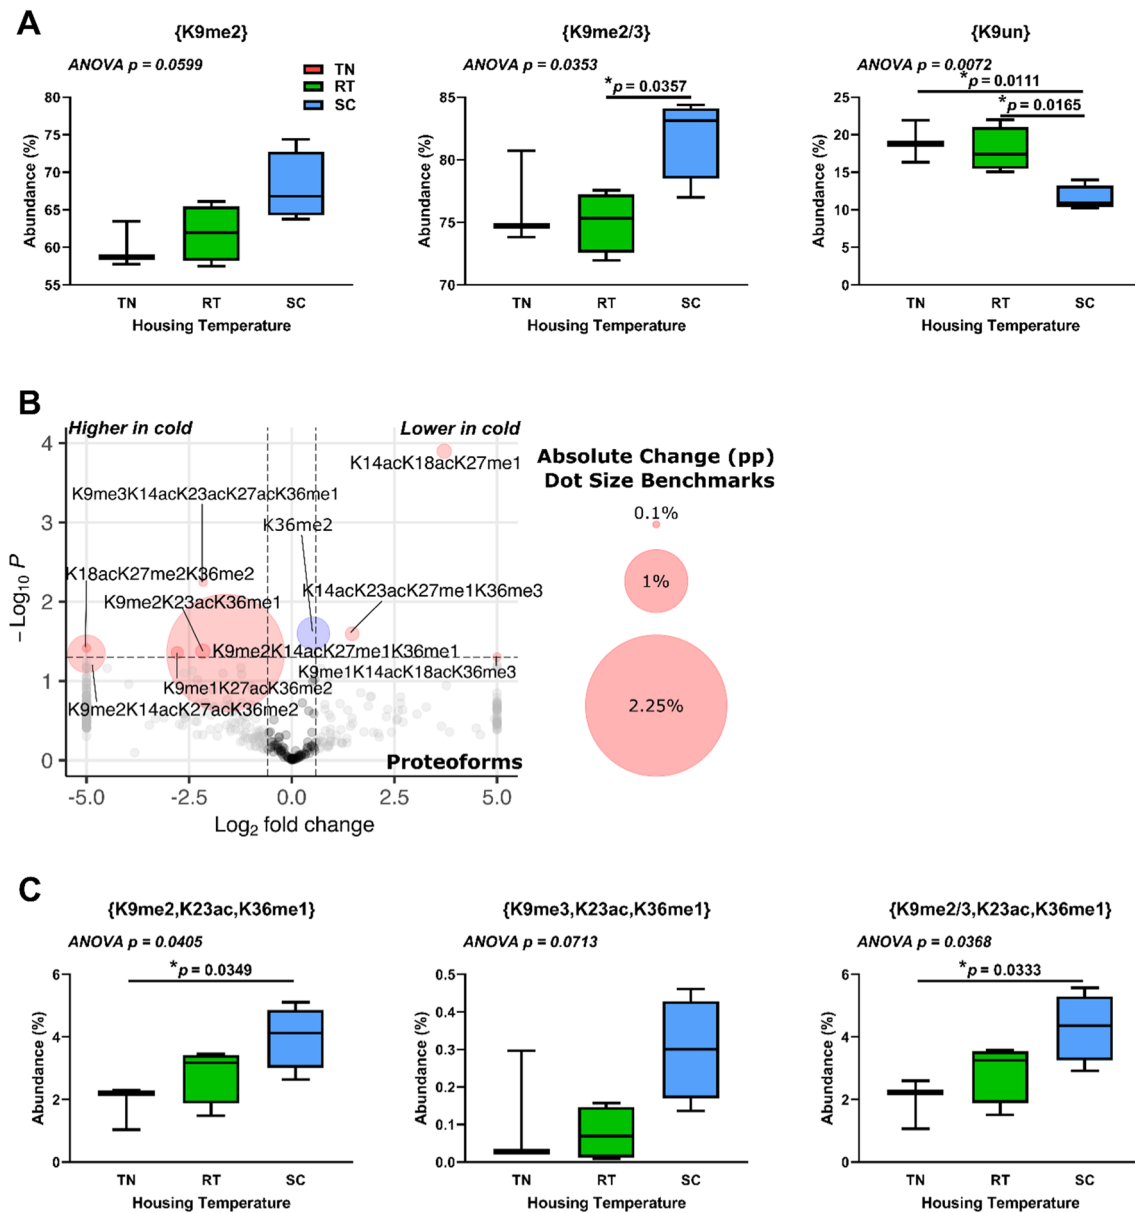 A
{K9me2}
ANOVA p = 0.0599
TN
RT
SC
80
75
70
65
60
55
Abundance (%)
TN RT SC
Housing Temperature
{K9me2/3}
ANOVA p = 0.0353
*p = 0.0357
85
80
75
70
Abundance (%)
TN RT SC
Housing Temperature
{K9un}
ANOVA p = 0.0072
*p = 0.0111
*p = 0.0165
25
20
15
10
5
0
Abundance (%)
TN RT SC
Housing Temperature
B
Higher in cold
Lower in cold
K14acK18acK27me1
K9me3K14acK23acK27acK36me1
K36me2
K18acK27me2K36me2
K14acK23acK27me1K36me3
K9me2K23acK36me1
K9me2K14acK27me1K36me1
K9me1K14acK18acK36me3
K9me1K27acK36me2
K9me2K14acK27acK36me2
Proteoforms
4
3
2
1
0
– Log10 P
-5.0 -2.5 0.0 2.5 5.0
Log2 fold change
Absolute Change (pp)
Dot Size Benchmarks
0.1%
1%
2.25%
C
{K9me2,K23ac,K36me1}
ANOVA p = 0.0405
*p = 0.0349
6
4
2
0
Abundance (%)
TN RT SC
Housing Temperature
{K9me3,K23ac,K36me1}
ANOVA p = 0.0713
0.5
0.4
0.3
0.2
0.1
0.0
Abundance (%)
TN RT SC
Housing Temperature
{K9me2/3,K23ac,K36me1}
ANOVA p = 0.0368
*p = 0.0333
6
4
2
0
Abundance (%)
TN RT SC
Housing Temperature